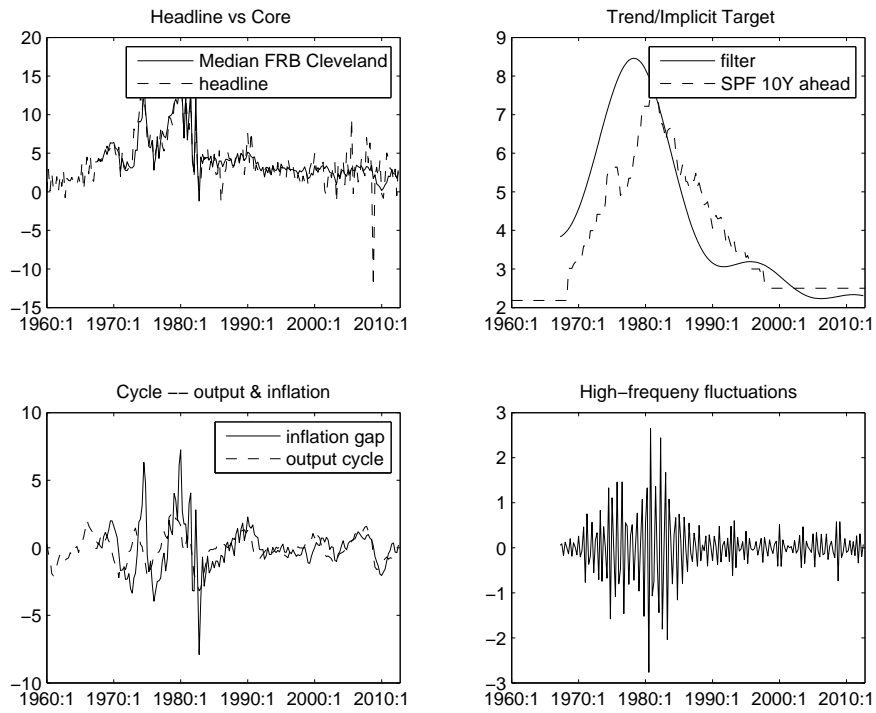 Headline vs Core
20
15
10
5
0
−5
−10
−15
1960:1 1970:1 1980:1 1990:1 2000:1 2010:1
Median FRB Cleveland
headline
Trend/Implicit Target
9
8
7
6
5
4
3
2
1960:1 1970:1 1980:1 1990:1 2000:1 2010:1
filter
SPF 10Y ahead
Cycle −− output & inflation
10
5
0
−5
−10
1960:1 1970:1 1980:1 1990:1 2000:1 2010:1
inflation gap
output cycle
High−frequeny fluctuations
3
2
1
0
−1
−2
−3
1960:1 1970:1 1980:1 1990:1 2000:1 2010:1